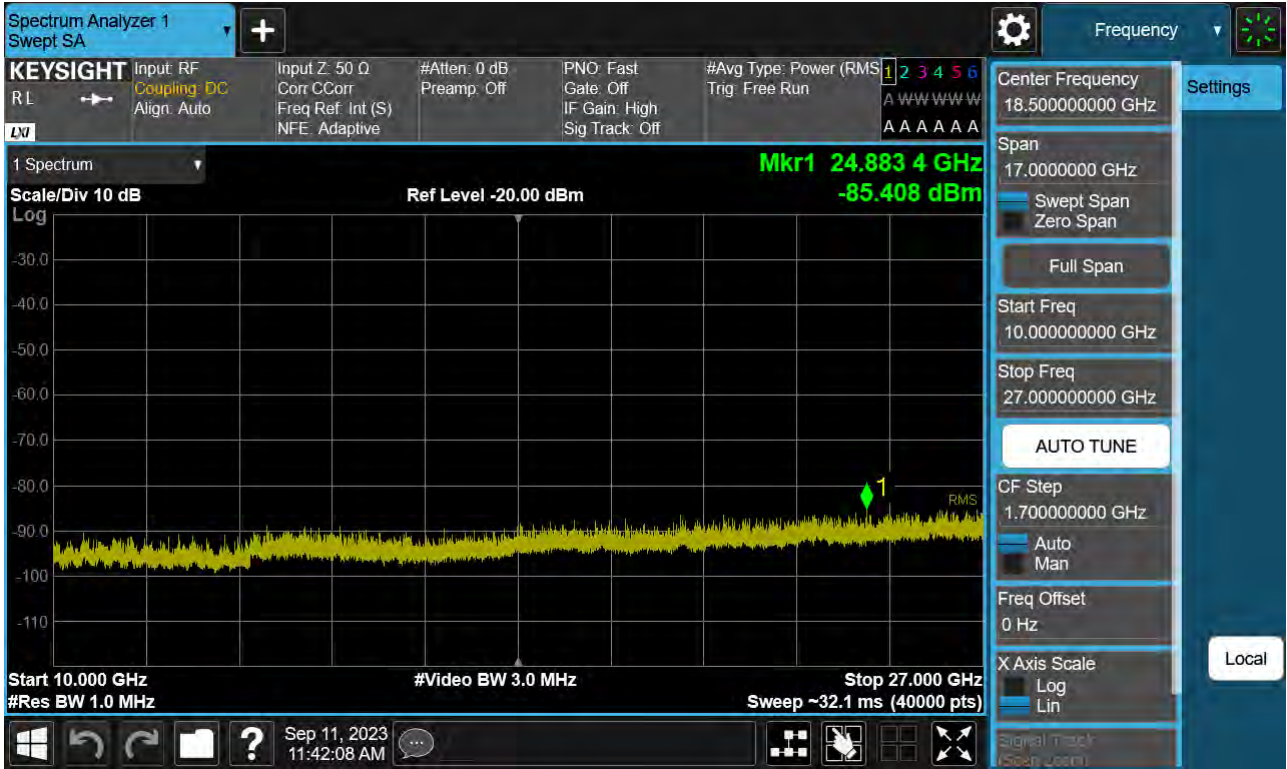 Spectrum Analyzer 1
Swept SA
+
Frequency
KEYSIGHT
RL
LXI
Input: RF
Coupling: DC
Align: Auto
Input Z: 50 Ω
Corr CCorr
Freq Ref: Int (S)
NFE: Adaptive
#Atten: 0 dB
Preamp: Off
PNO: Fast
Gate: Off
IF Gain: High
Sig Track: Off
#Avg Type: Power (RMS
Trig: Free Run
1 2 3 4 5 6
A W W W W W
A A A A A A
1 Spectrum
Mkr1 24.883 4 GHz
Scale/Div 10 dB
Ref Level -20.00 dBm
-85.408 dBm
Log
-30.0
-40.0
-50.0
-60.0
-70.0
-80.0
-90.0
-100
-110
1
RMS
Start 10.000 GHz
#Video BW 3.0 MHz
Stop 27.000 GHz
#Res BW 1.0 MHz
Sweep ~32.1 ms (40000 pts)
Center Frequency
18.500000000 GHz
Settings
Span
17.0000000 GHz
Swept Span
Zero Span
Full Span
Start Freq
10.000000000 GHz
Stop Freq
27.000000000 GHz
AUTO TUNE
CF Step
1.700000000 GHz
Auto
Man
Freq Offset
0 Hz
X Axis Scale
Log
Lin
Local
Signal Track
(Span Zoom)
?
Sep 11, 2023
11:42:08 AM